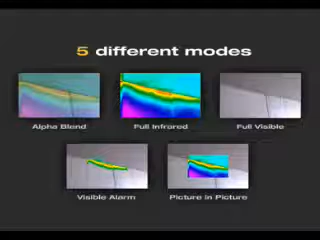 5 different modes
Alpha Blend
Full Infrared
Full Visible
Visible Alarm
Picture in Picture